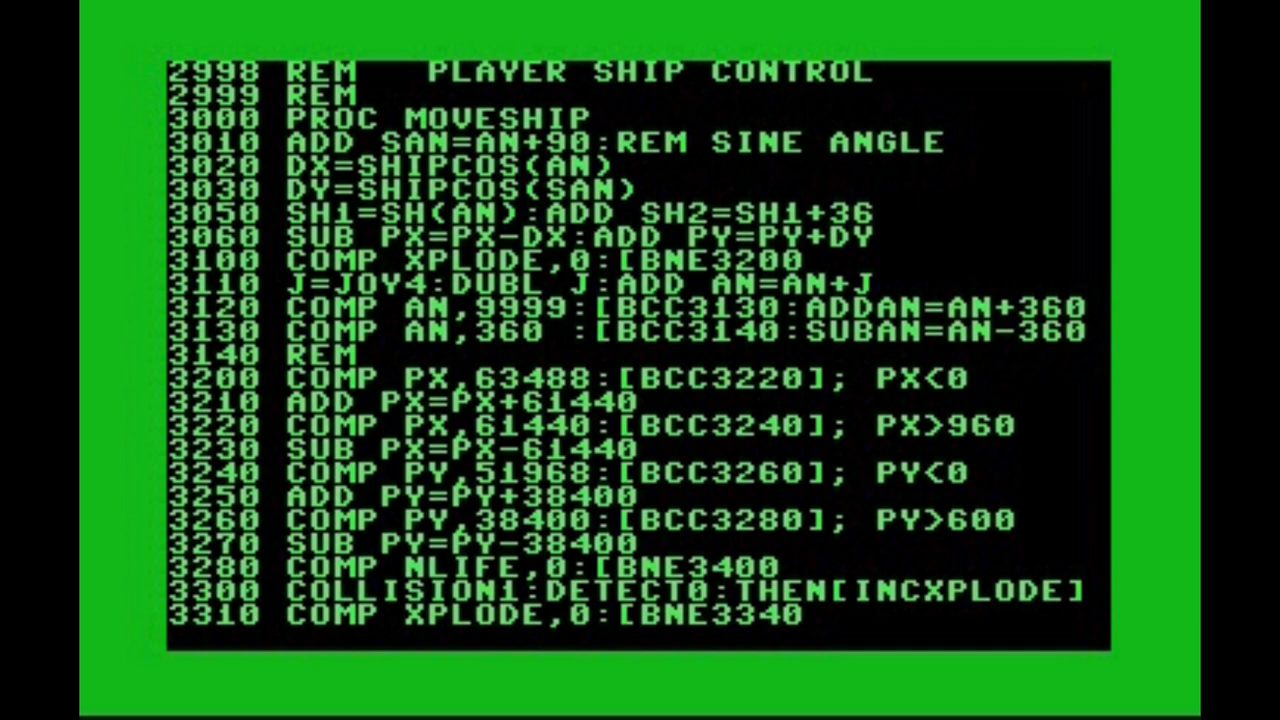 2998 REM   PLAYER SHIP CONTROL
2999 REM
3000 PROC MOVESHIP
3010 ADD SAN=AN+90:REM SINE ANGLE
3020 DX=SHIPCOS(AN)
3030 DY=SHIPCOS(SAN)
3050 SH1=SH(AN):ADD SH2=SH1+36
3060 SUB PX=PX-DX:ADD PY=PY+DY
3100 COMP XPLODE,0:[BNE3200
3110 J=JOY4:DUBL J:ADD AN=AN+J
3120 COMP AN,9999:[BCC3130:ADDAN=AN+360
3130 COMP AN,360 :[BCC3140:SUBAN=AN-360
3140 REM
3200 COMP PX,63488:[BCC3220]; PX<0
3210 ADD PX=PX+61440
3220 COMP PX,61440:[BCC3240]; PX>960
3230 SUB PX=PX-61440
3240 COMP PY,51968:[BCC3260]; PY<0
3250 ADD PY=PY+38400
3260 COMP PY,38400:[BCC3280]; PY>600
3270 SUB PY=PY-38400
3280 COMP NLIFE,0:[BNE3400
3300 COLLISION1:DETECT0:THEN[INCXPLODE]
3310 COMP XPLODE,0:[BNE3340